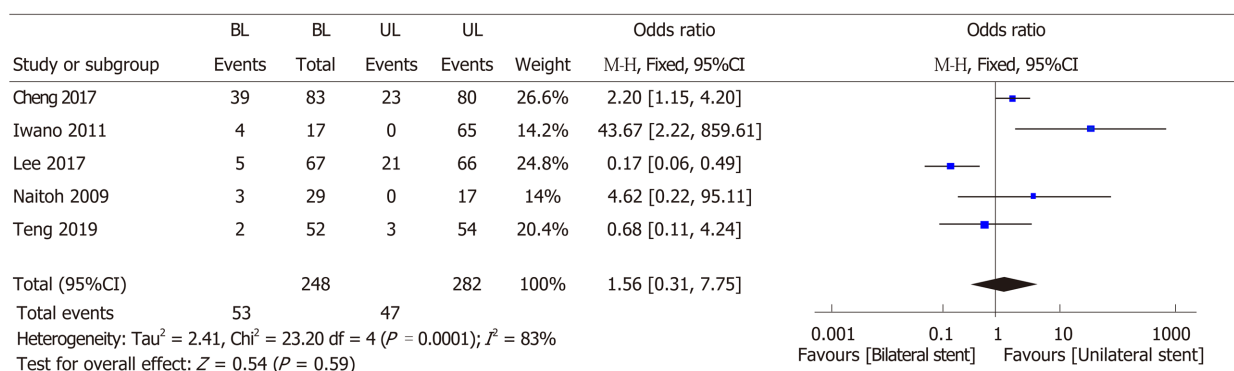 BL BL UL UL Odds ratio Odds ratio
Study or subgroup Events Total Events Events Weight M-H, Fixed, 95%CI M-H, Fixed, 95%CI
Cheng 2017 39 83 23 80 26.6% 2.20 [1.15, 4.20]
Iwano 2011 4 17 0 65 14.2% 43.67 [2.22, 859.61]
Lee 2017 5 67 21 66 24.8% 0.17 [0.06, 0.49]
Naitoh 2009 3 29 0 17 14% 4.62 [0.22, 95.11]
Teng 2019 2 52 3 54 20.4% 0.68 [0.11, 4.24]
Total (95%CI) 248 282 100% 1.56 [0.31, 7.75]
Total events 53 47
Heterogeneity: Tau² = 2.41, Chi² = 23.20 df = 4 (P = 0.0001); I² = 83%
Test for overall effect: Z = 0.54 (P = 0.59)
0.001 0.1 1 10 1000
Favours [Bilateral stent] Favours [Unilateral stent]